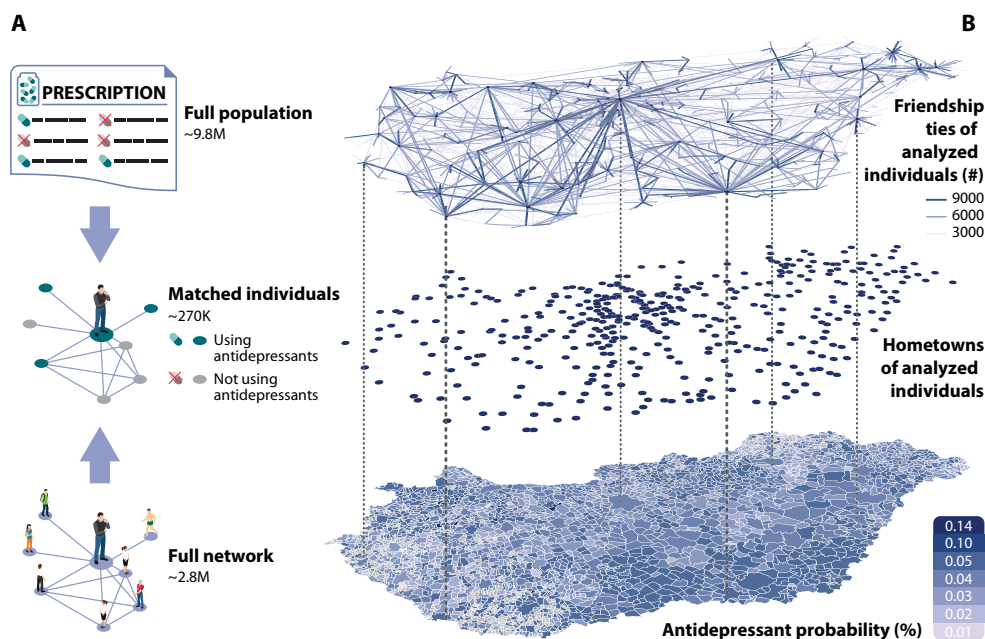 A
B
PRESCRIPTION
Full population
~9.8M
Matched individuals
~270K
Using
antidepressants
Not using
antidepressants
Full network
~2.8M
Friendship
ties of
analyzed
individuals (#)
9000
6000
3000
Hometowns
of analyzed
individuals
0.14
0.10
0.05
0.04
0.03
0.02
0.01
Antidepressant probability (%)